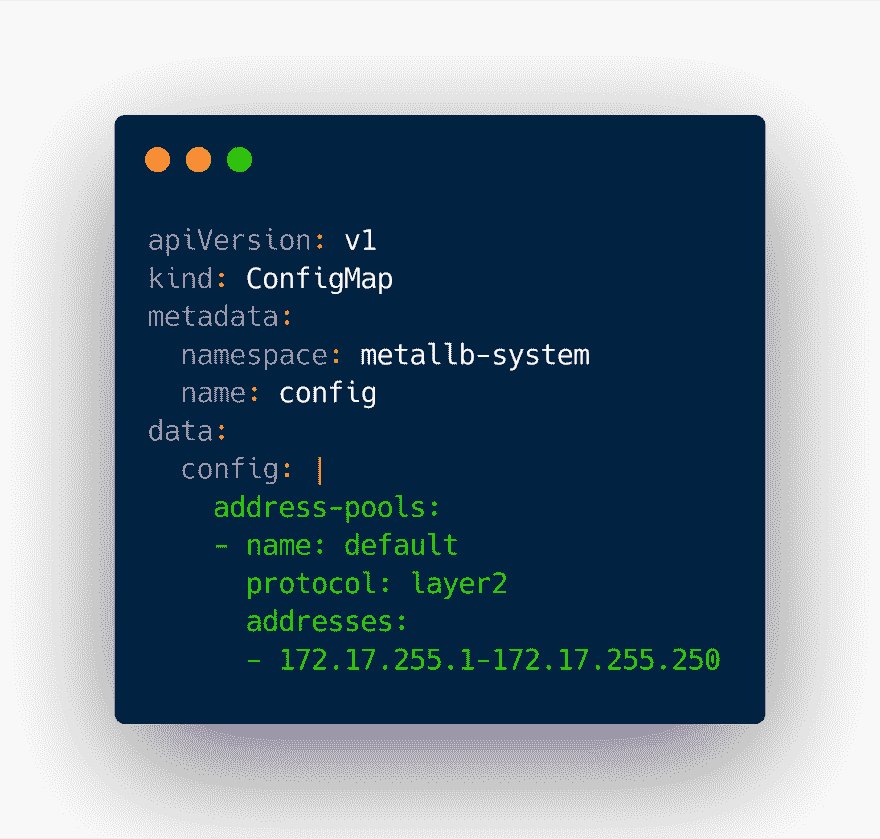 apiVersion: v1
kind: ConfigMap
metadata:
  namespace: metallb-system
  name: config
data:
  config: |
    address-pools:
    - name: default
      protocol: layer2
      addresses:
      - 172.17.255.1-172.17.255.250